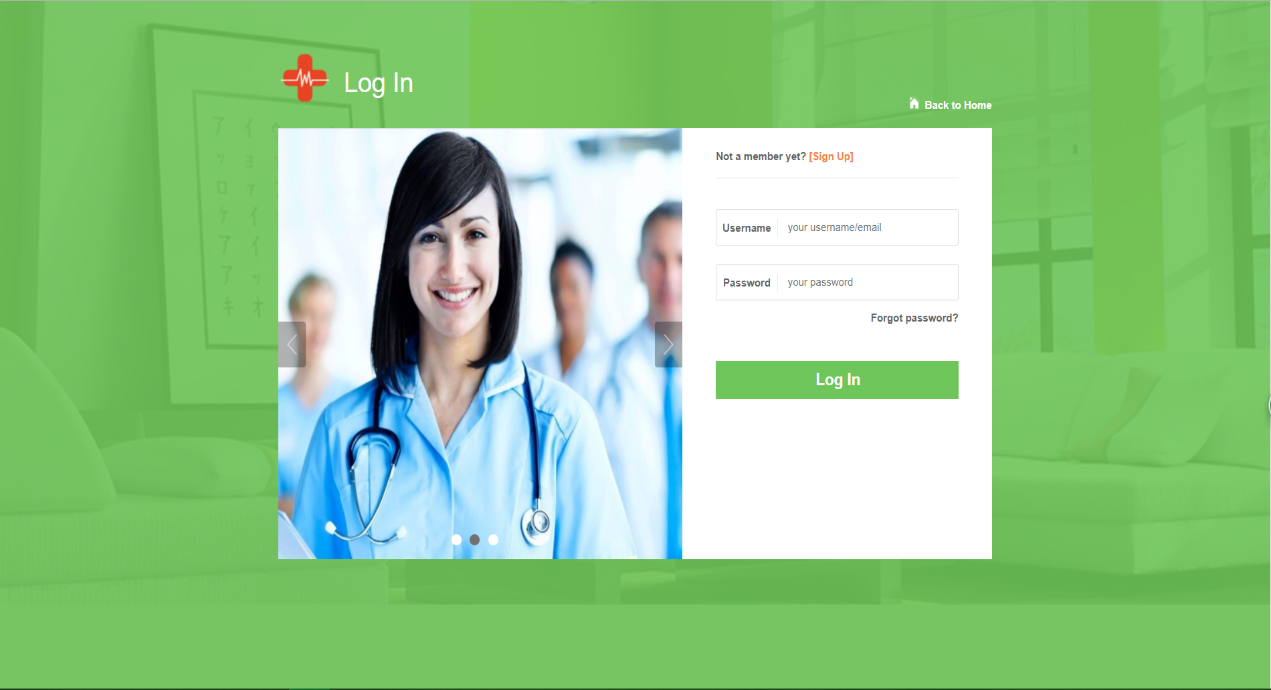 Log In
Back to Home
Not a member yet? [Sign Up]
Username your username/email
Password your password
Forgot password?
Log In